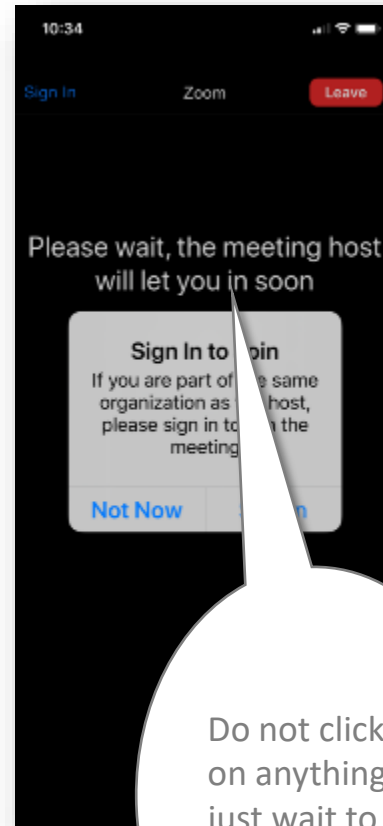 10:34
Sign In Zoom Leave
Please wait, the meeting host
will let you in soon
Sign In to
If you are part of same
organization as host,
please sign in to the
meeting
Not Now
Do not click
on anything
just wait to